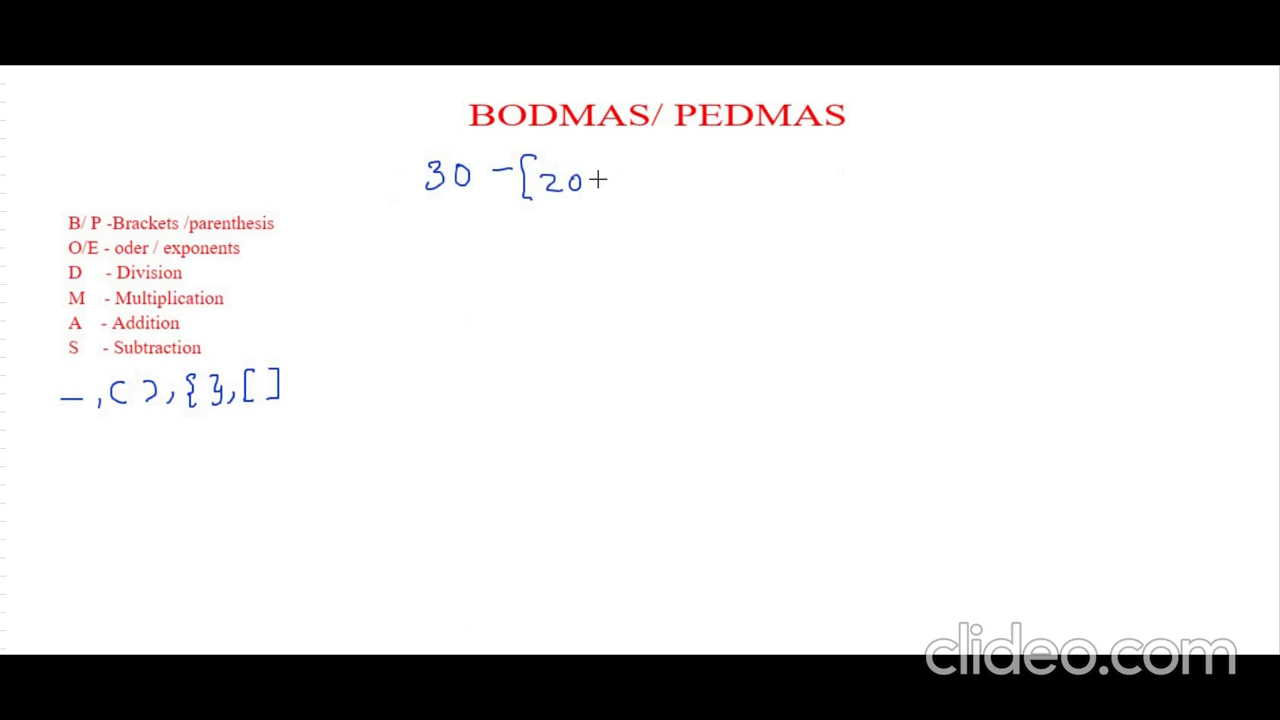 BODMAS/ PEDMAS
30 - [20+
B/ P -Brackets /parenthesis
O/E - oder / exponents
D - Division
M - Multiplication
A - Addition
S - Subtraction
–, ( ), { }, [ ]
clideo.com